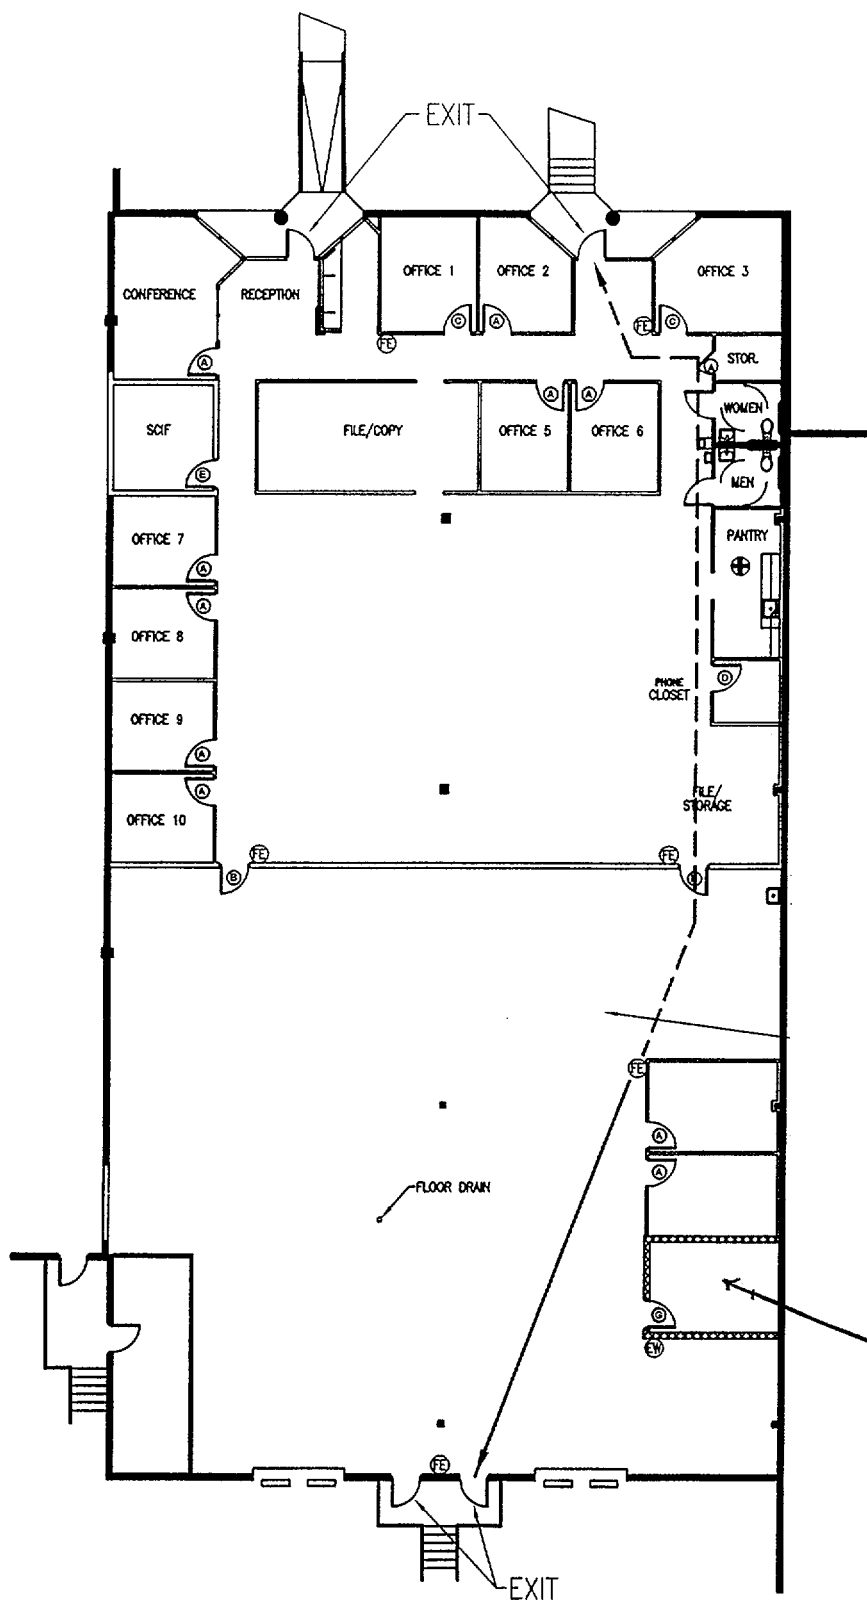 EXIT
OFFICE 1
OFFICE 2
OFFICE 3
CONFERENCE
RECEPTION
C
A
FE
C
FE
STOR.
A
A
A
A
WOMEN
SCIF
FILE/COPY
OFFICE 5
OFFICE 6
E
MEN
OFFICE 7
PANTRY
A
A
OFFICE 8
PHONE
CLOSET
D
OFFICE 9
A
A
FILE/
STORAGE
OFFICE 10
FE
FE
B
B
FE
A
A
FLOOR DRAIN
G
EW
FE
EXIT